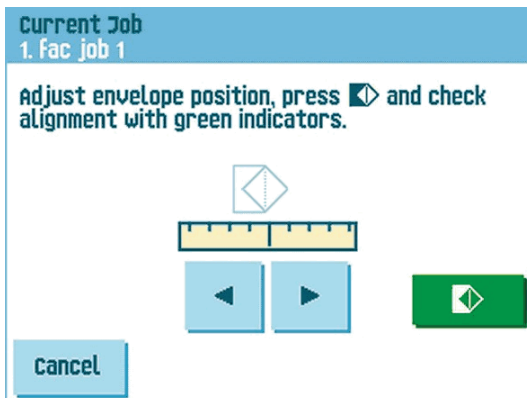 Current Job
1. Fac job 1
Adjust envelope position, press and check
alignment with green indicators.
Cancel